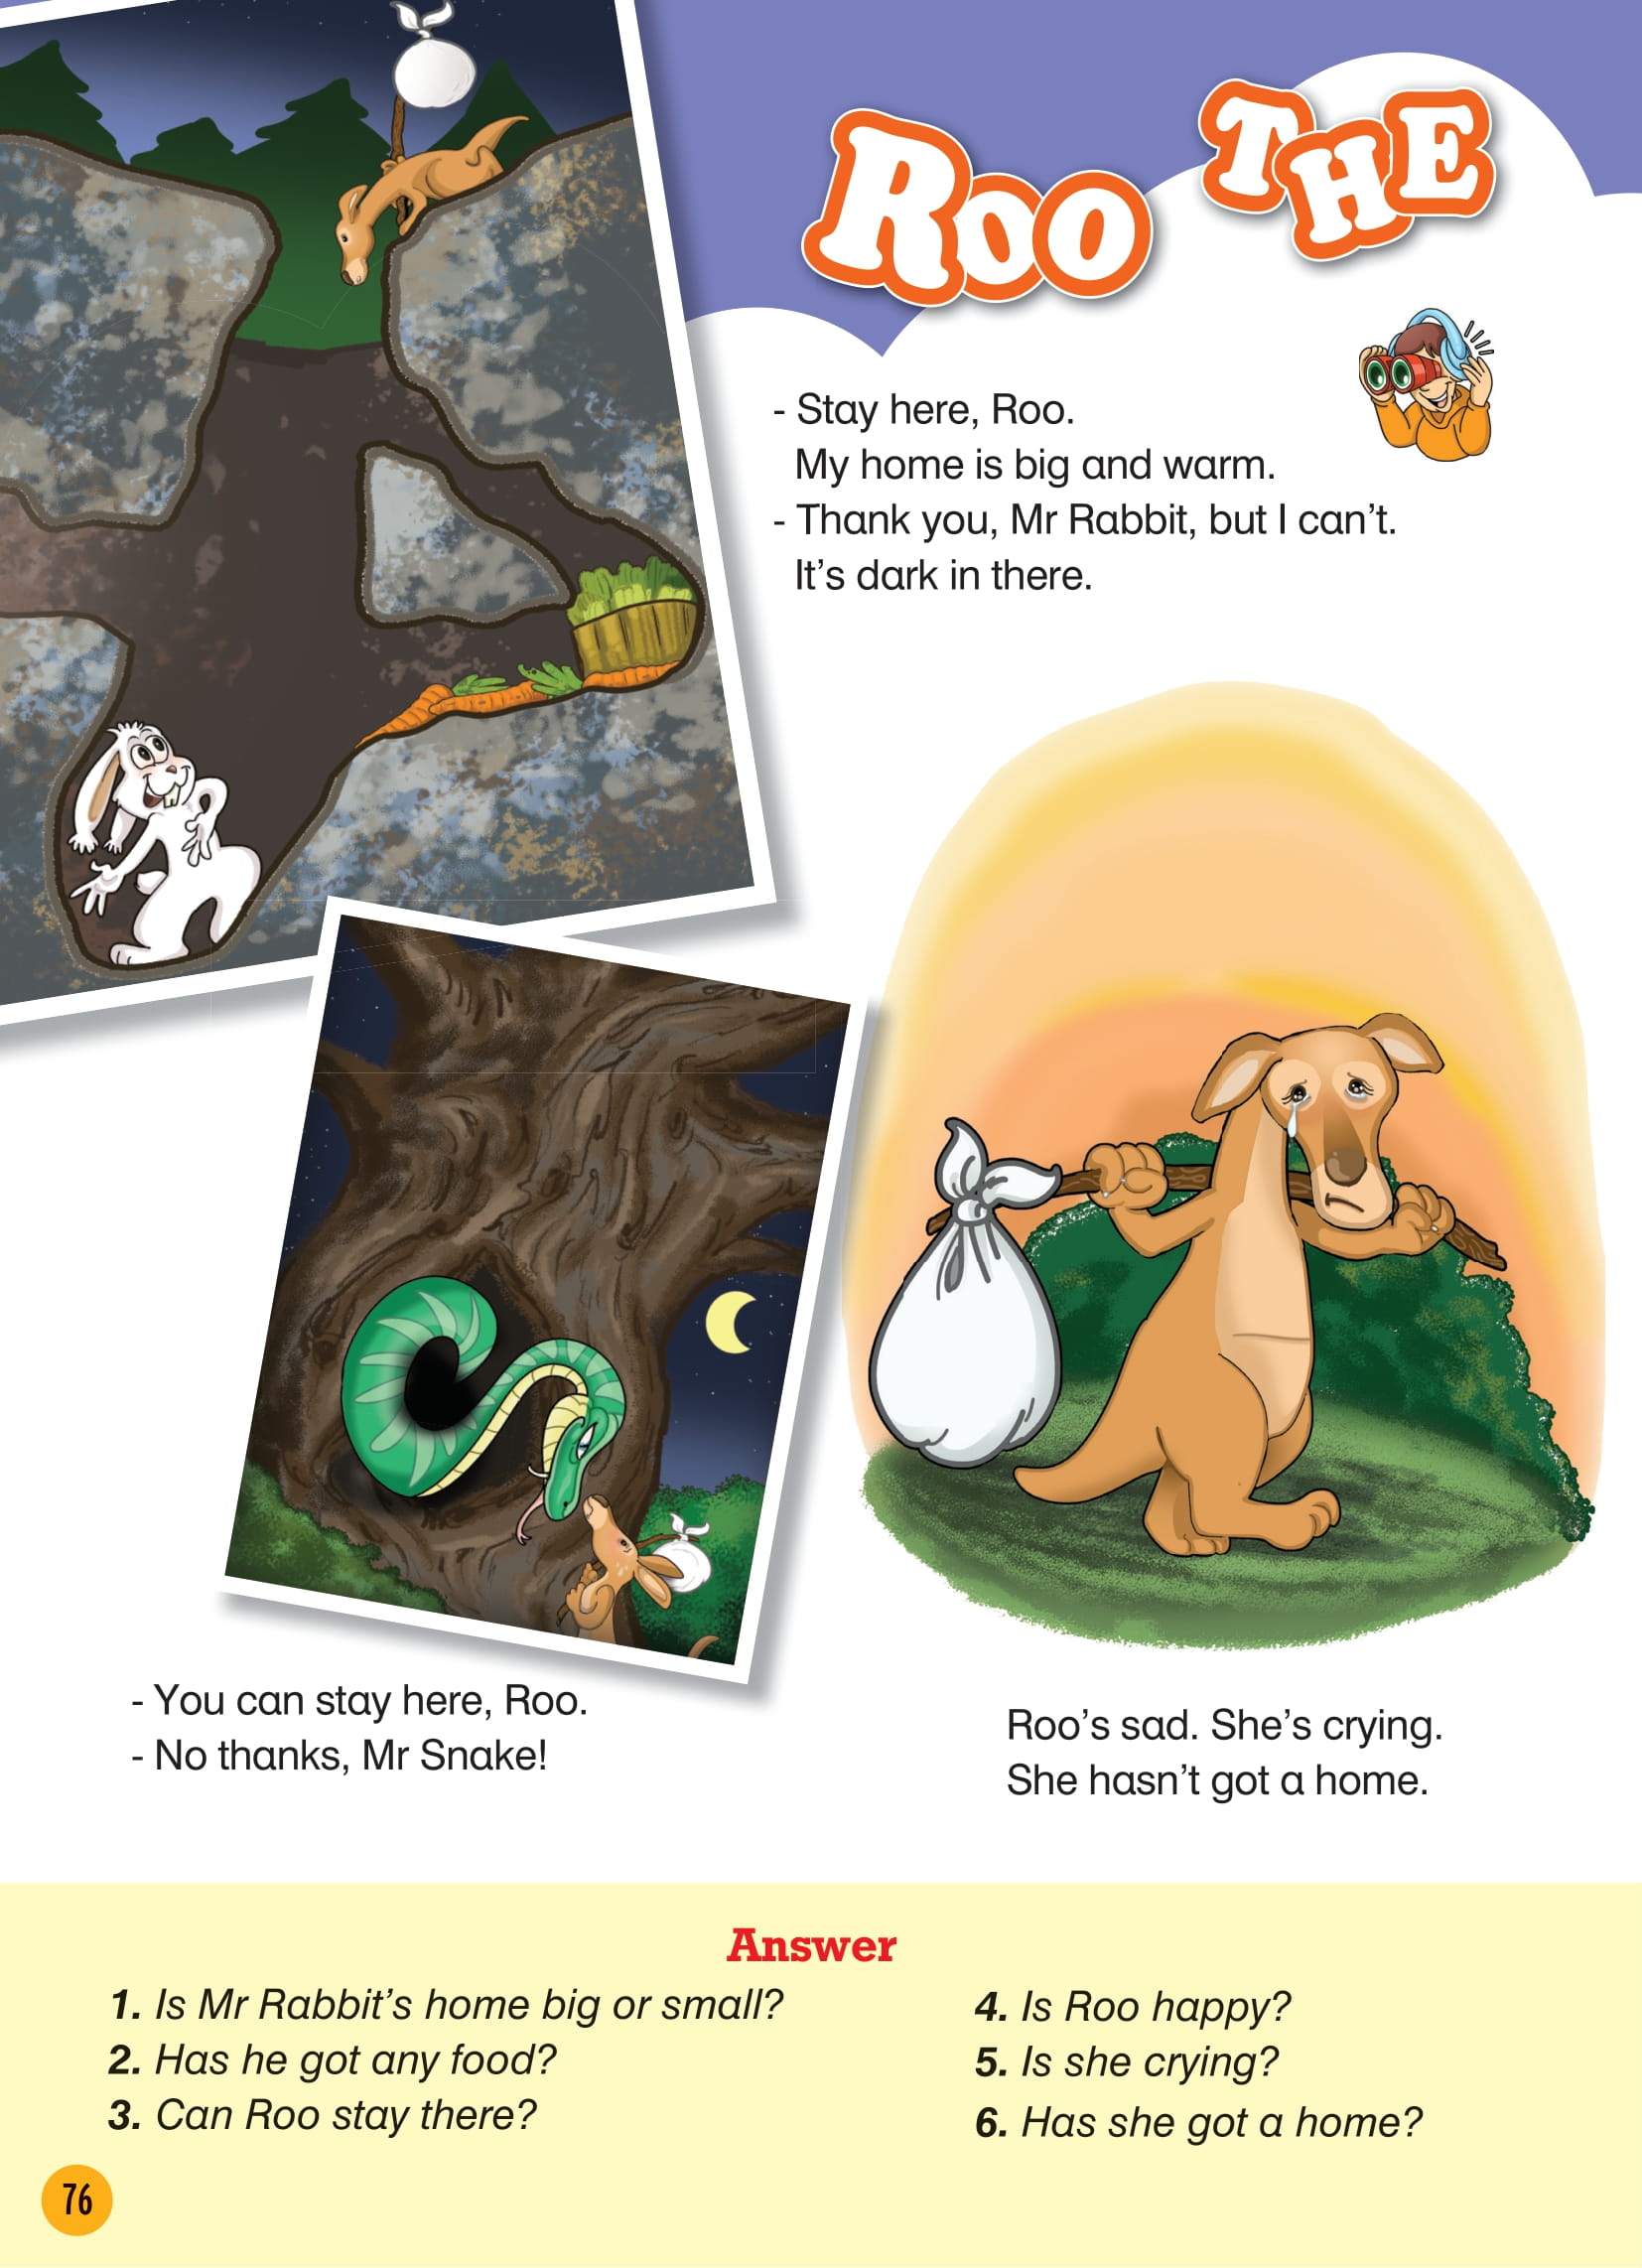 Roo THE
- Stay here, Roo.
My home is big and warm.
- Thank you, Mr Rabbit, but I can't.
It's dark in there.
- You can stay here, Roo.
- No thanks, Mr Snake!
Roo's sad. She's crying.
She hasn't got a home.
Answer
1. Is Mr Rabbit's home big or small?
2. Has he got any food?
3. Can Roo stay there?
4. Is Roo happy?
5. Is she crying?
6. Has she got a home?
76